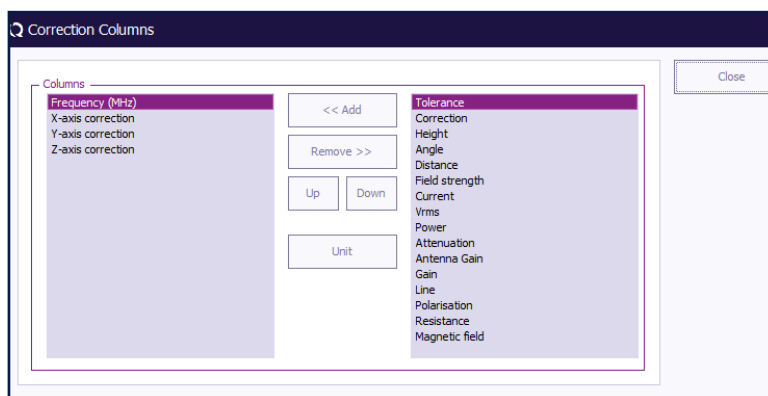 Correction Columns
Close
Columns
Frequency (MHz)
X-axis correction
Y-axis correction
Z-axis correction
<< Add
Remove >>
Up
Down
Unit
Tolerance
Correction
Height
Angle
Distance
Field strength
Current
Vrms
Power
Attenuation
Antenna Gain
Gain
Line
Polarisation
Resistance
Magnetic field